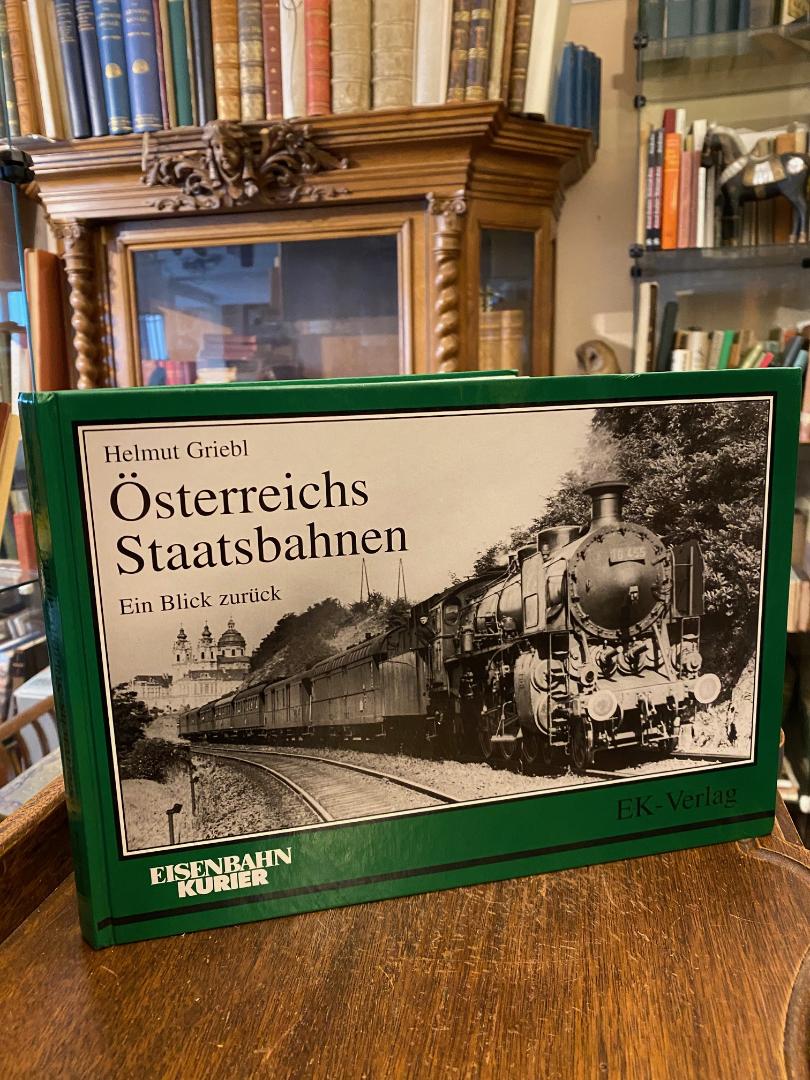 Helmut Griebl
Österreichs
Staatsbahnen
Ein Blick zurück
EK-Verlag
EISENBAHN
KURIER